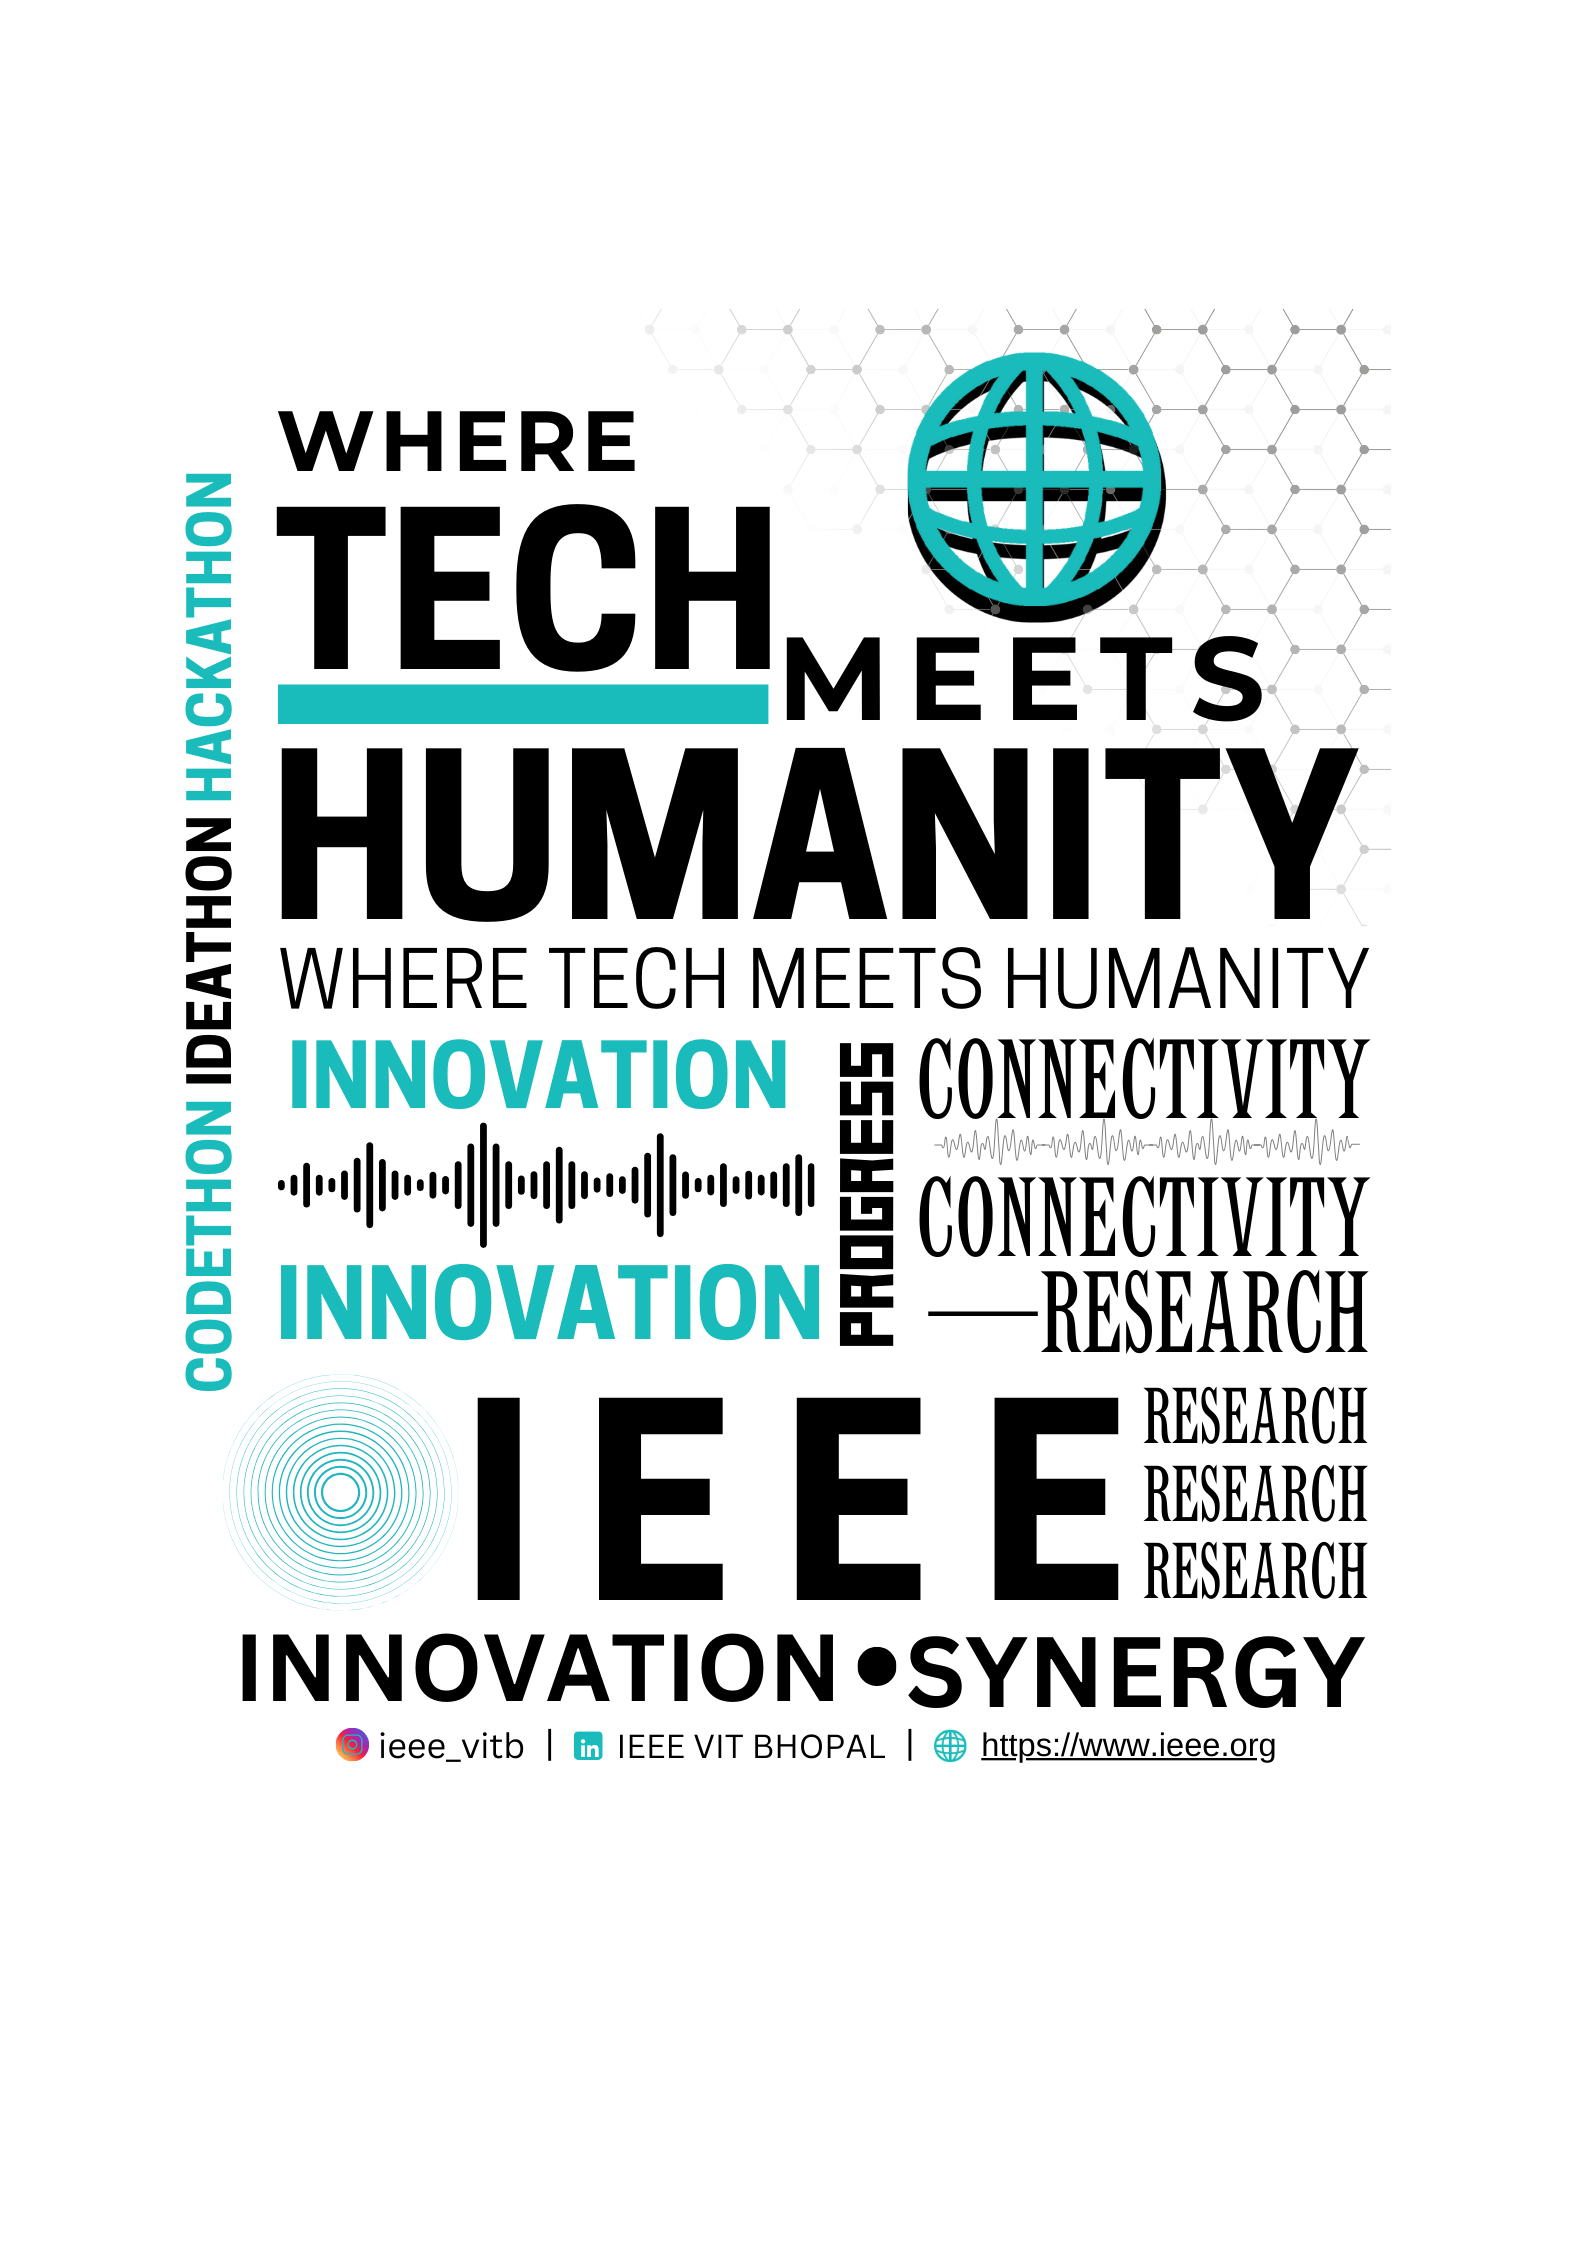 WHERE
TECH
MEETS
HUMANITY
WHERE TECH MEETS HUMANITY
CODETHON IDEATHON HACKATHON
INNOVATION
INNOVATION
PROGRESS
CONNECTIVITY
CONNECTIVITY
RESEARCH
IEEE
RESEARCH
RESEARCH
RESEARCH
INNOVATION•SYNERGY
ieee_vitb | in IEEE VIT BHOPAL | https://www.ieee.org